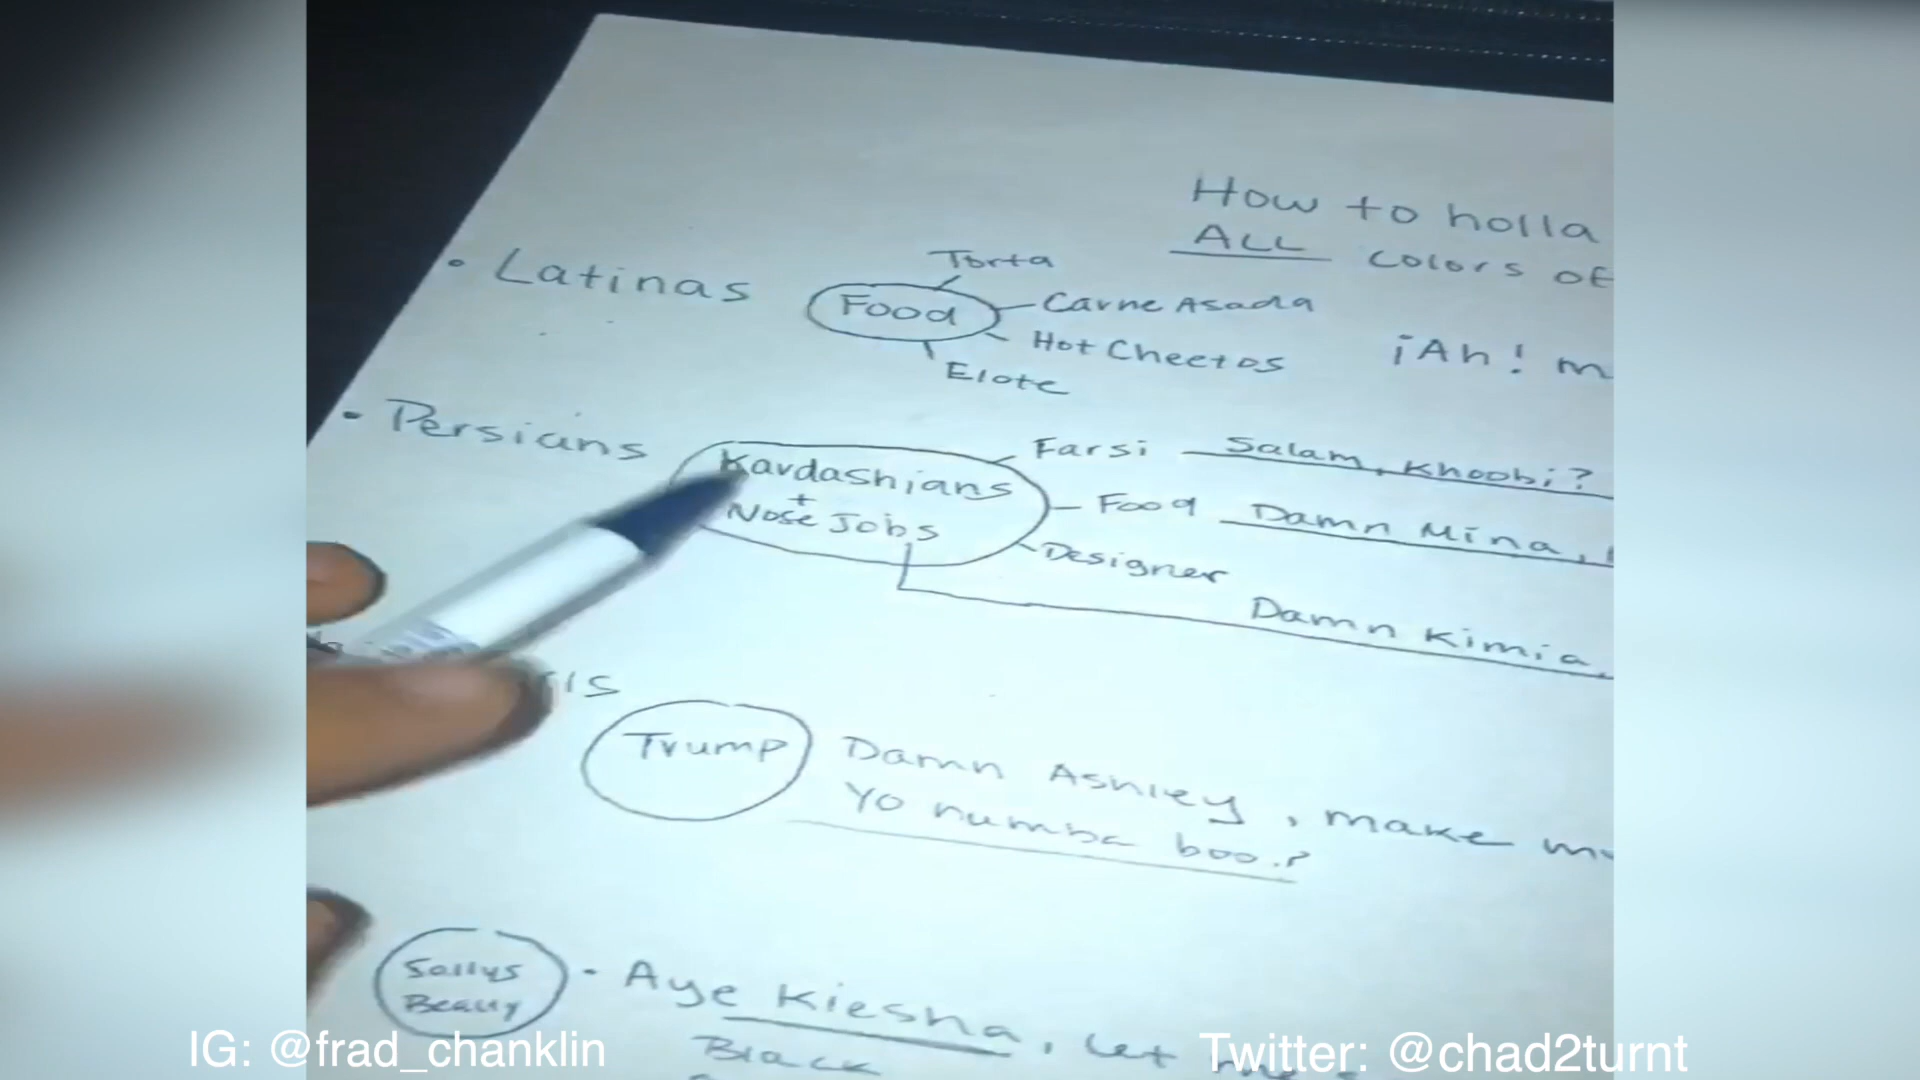 How to holla
ALL colors of
• Latinas
Food
Torta
Carne Asada
Hot Cheetos
Elote
¡Ah! m
• Persians
Kardashians
+
Nose Jobs
Farsi Salam, Khoobi?
Food Damn Mina,
Designer
Damn Kimia,
Trump
Damn Ashley, make
Yo numba boo?
Sallys
Beauty
• Aye Kiesha, let
Black
IG: @frad_chanklin
Twitter: @chad2turnt